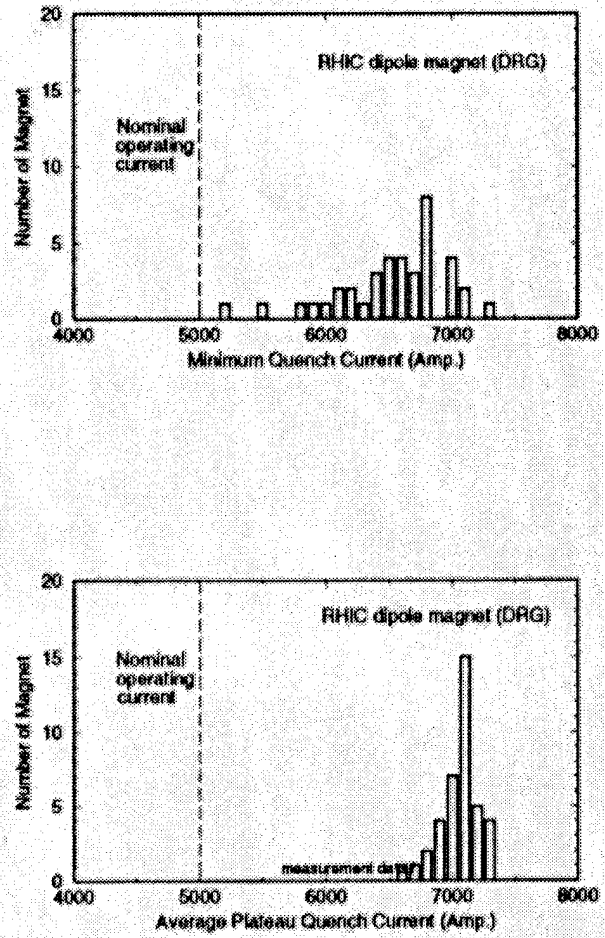 20
RHIC dipole magnet (DRG)
15
Nominal
operating
current
10
5
0
Number of Magnet
4000 5000 6000 7000 8000
Minimum Quench Current (Amp.)
20
RHIC dipole magnet (DRG)
15
Nominal
operating
current
10
5
measurement
0
Number of Magnet
4000 5000 6000 7000 8000
Average Plateau Quench Current (Amp.)